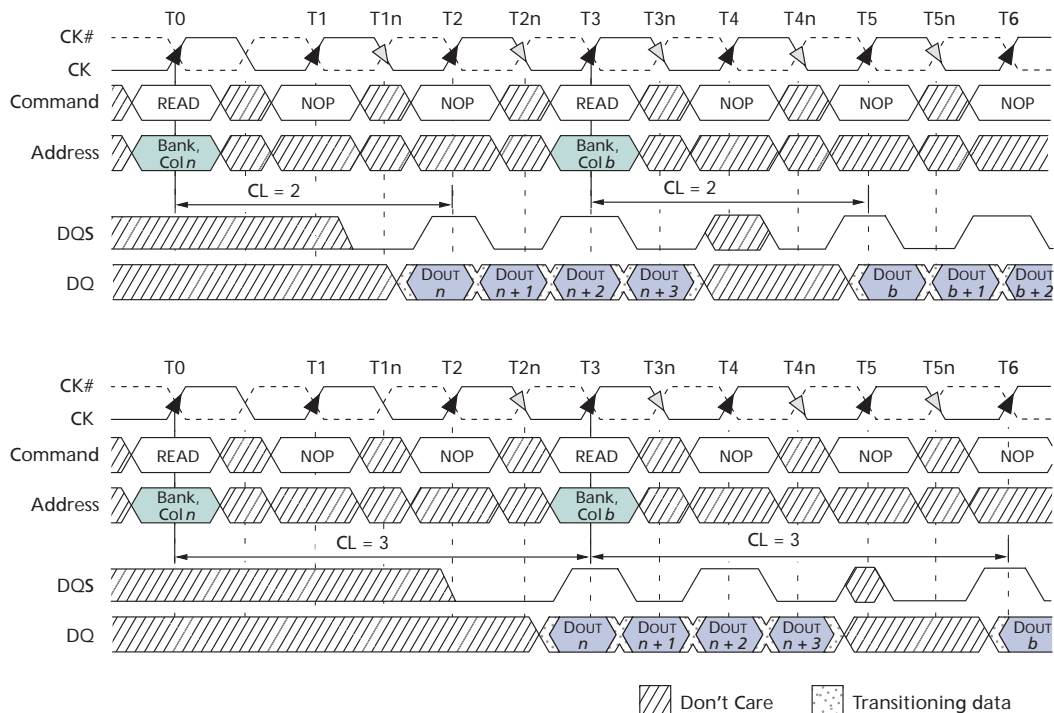 T0 T1 T1n T2 T2n T3 T3n T4 T4n T5 T5n T6
CK#
CK
Command READ NOP NOP READ NOP NOP NOP
Address Bank, Col n Bank, Col b
CL = 2 CL = 2
DQS
DQ DOUT n DOUT n + 1 DOUT n + 2 DOUT n + 3 DOUT b DOUT b + 1 DOUT b + 2
T0 T1 T1n T2 T2n T3 T3n T4 T4n T5 T5n T6
CK#
CK
Command READ NOP NOP READ NOP NOP NOP
Address Bank, Col n Bank, Col b
CL = 3 CL = 3
DQS
DQ DOUT n DOUT n + 1 DOUT n + 2 DOUT n + 3 DOUT b
Don't Care Transitioning data